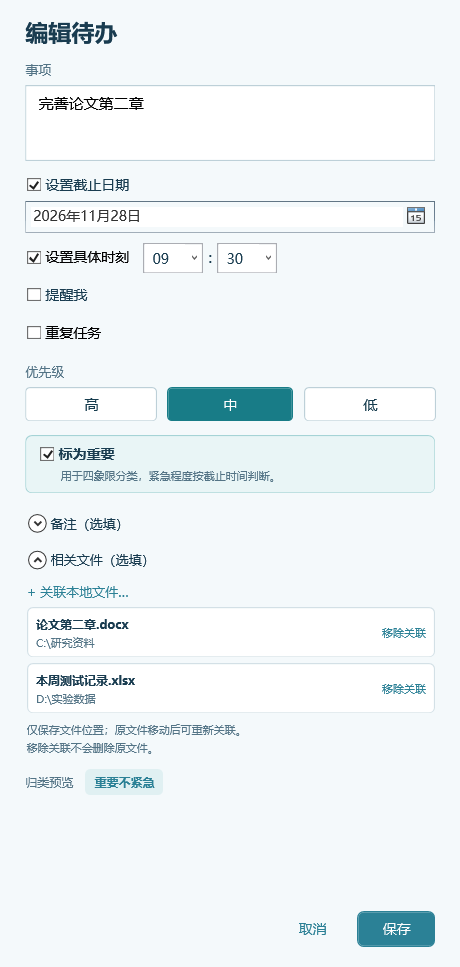 编辑待办
事项
完善论文第二章
设置截止日期
2026年11月28日
15
设置具体时刻 09 : 30
提醒我
重复任务
优先级
高 中 低
标为重要
用于四象限分类，紧急程度按截止时间判断。
备注（选填）
相关文件（选填）
+ 关联本地文件...
论文第二章.docx
C:\研究资料
移除关联
本周测试记录.xlsx
D:\实验数据
移除关联
仅保存文件位置；原文件移动后可重新关联。
移除关联不会删除原文件。
归类预览 重要不紧急
取消 保存